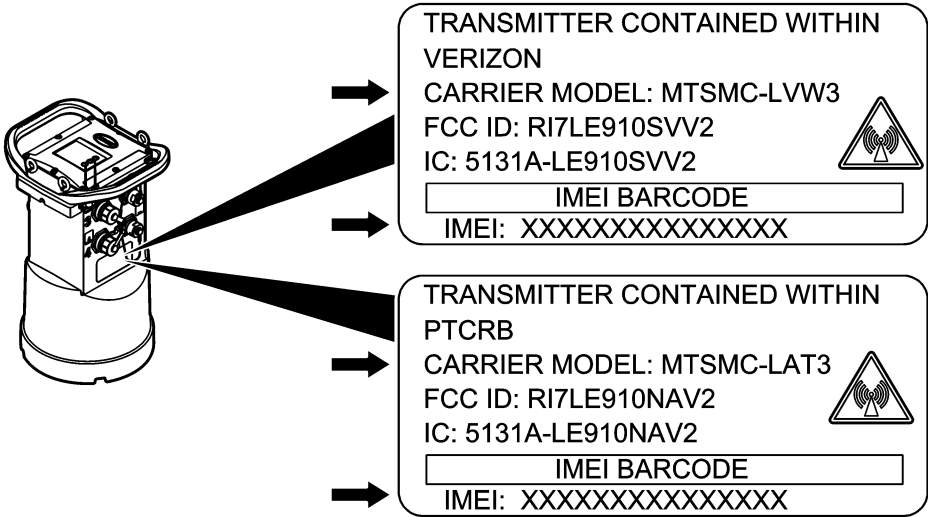 TRANSMITTER CONTAINED WITHIN
VERIZON
CARRIER MODEL: MTSMC-LVW3
FCC ID: RI7LE910SVV2
IC: 5131A-LE910SVV2
IMEI BARCODE
IMEI: XXXXXXXXXXXXXXX
TRANSMITTER CONTAINED WITHIN
PTCRB
CARRIER MODEL: MTSMC-LAT3
FCC ID: RI7LE910NAV2
IC: 5131A-LE910NAV2
IMEI BARCODE
IMEI: XXXXXXXXXXXXXXX